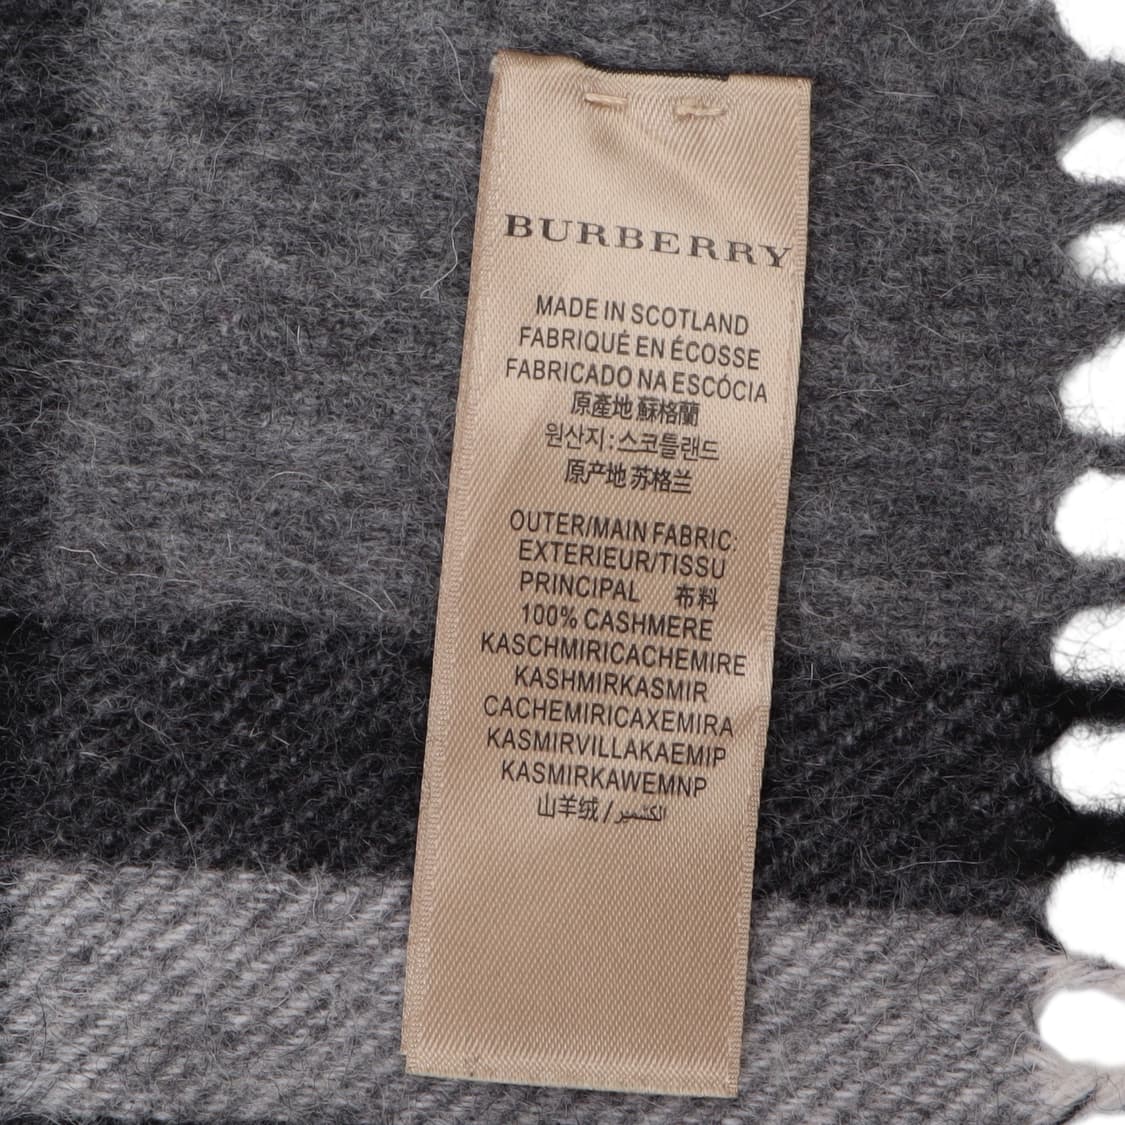 BURBERRY
MADE IN SCOTLAND
FABRIQUÉ EN ÉCOSSE
FABRICADO NA ESCÓCIA
原產地 蘇格蘭
원산지:스코틀랜드
原产地 苏格兰
OUTER/MAIN FABRIC:
EXTERIEUR/TISSU
PRINCIPAL 布料
100% CASHMERE
KASCHMIRICACHEMIRE
KASHMIRKASMIR
CACHEMIRICAXEMIRA
KASMIRVILLAKAEMIP
KASMIRKAWEMNP
山羊绒 / الكشمير